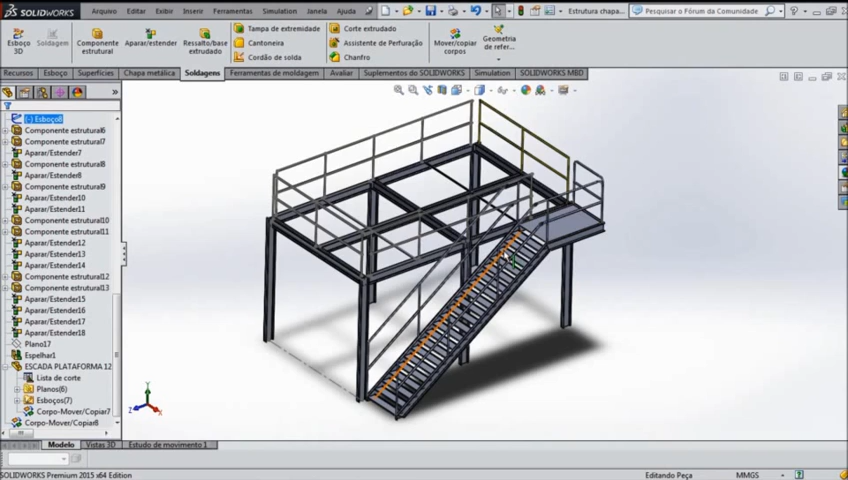 SOLIDWORKS Arquivo Editar Exibir Inserir Ferramentas Simulation Janela Ajuda Estrutura chapa... Pesquisar o Fórum da Comunidade
Esboço 3D
Soldagem
Componente estrutural
Aparar/estender
Ressalto/base extrudado
Tampa de extremidade
Cantoneira
Cordão de solda
Corte extrudado
Assistente de Perfuração
Chanfro
Mover/copiar corpos
Geometria de refer...
Recursos Esboço Superfícies Chapa metálica Soldagens Ferramentas de moldagem Avaliar Suplementos do SOLIDWORKS Simulation SOLIDWORKS MBD
(-) Esboço8
Componente estrutural6
Componente estrutural7
Aparar/Estender7
Componente estrutural8
Aparar/Estender8
Componente estrutural9
Aparar/Estender10
Aparar/Estender11
Componente estrutural10
Componente estrutural11
Aparar/Estender12
Aparar/Estender13
Aparar/Estender14
Componente estrutural12
Componente estrutural13
Aparar/Estender15
Aparar/Estender16
Aparar/Estender17
Aparar/Estender18
Plano17
Espelhar1
ESCADA PLATAFORMA 12
Lista de corte
Planos(6)
Esboços(7)
Corpo-Mover/Copiar7
Corpo-Mover/Copiar8
Y
Z X
Modelo Vistas 3D Estudo de movimento 1
SOLIDWORKS Premium 2015 x64 Edition Editando Peça MMGS